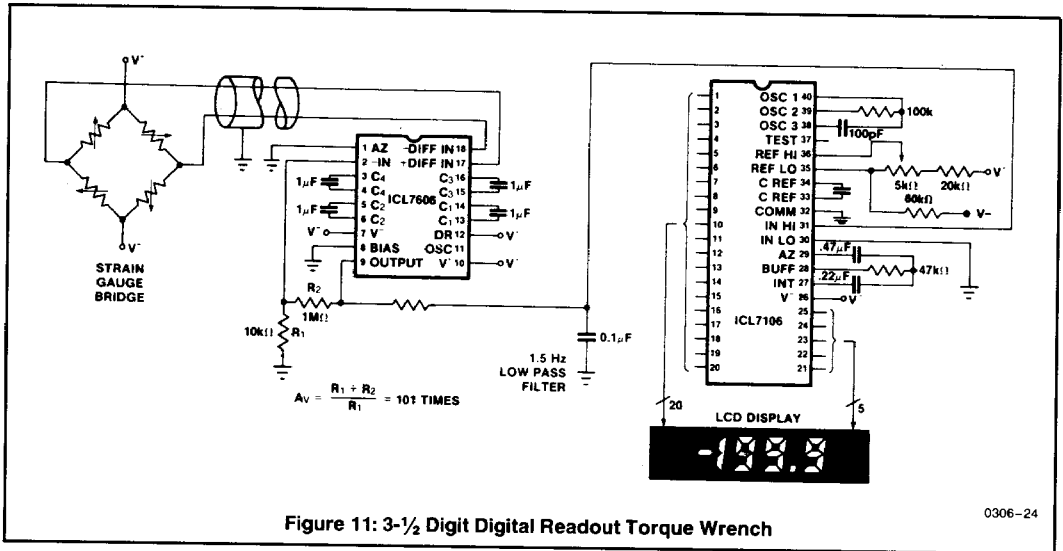 V-
STRAIN
GAUGE
BRIDGE
V-
1 AZ
2 -IN
3 C4
4 C4
5 C2
6 C2
7 V-
8 BIAS
9 OUTPUT
ICL7606
-DIFF IN 18
+DIFF IN 17
C3 16
C3 15
C1 14
C1 13
DR 12
OSC 11
V- 10
1µF
1µF
1µF
1µF
V-
V-
V-
R2
1MΩ
10kΩ
R1
AV = R1 + R2 / R1 = 101 TIMES
0.1µF
1.5 Hz
LOW PASS
FILTER
1
2
3
4
5
6
7
8
9
10
11
12
13
14
15
16
17
18
19
20
OSC 1 40
OSC 2 39
OSC 3 38
TEST 37
REF HI 36
REF LO 35
C REF 34
C REF 33
COMM 32
IN HI 31
IN LO 30
AZ 29
BUFF 28
INT 27
V- 26
25
24
23
22
21
ICL7106
100k
100pF
5kΩ
20kΩ
V-
60kΩ
V–
.47µF
47kΩ
.22µF
V-
20
5
LCD DISPLAY
-199.9
Figure 11: 3-½ Digit Digital Readout Torque Wrench
0306-24